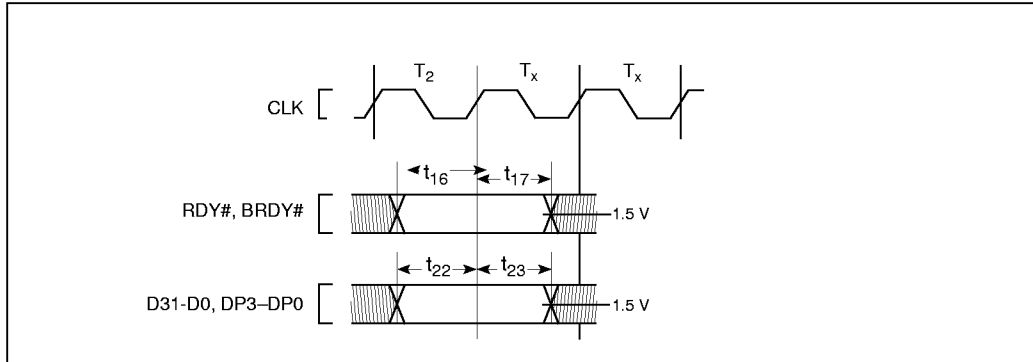 T2 Tx Tx
CLK
t16 t17
RDY#, BRDY#
1.5 V
t22 t23
D31-D0, DP3–DP0
1.5 V